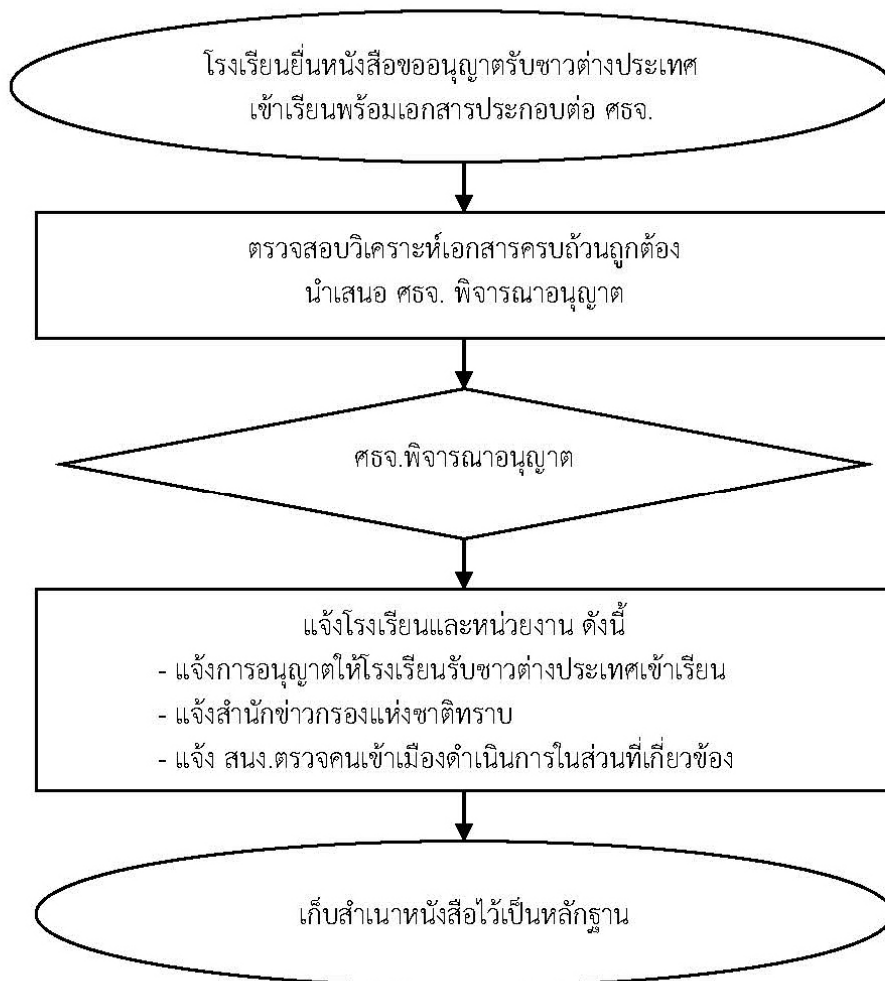 โรงเรียนยื่นหนังสือขออนุญาตรับชาวต่างประเทศ
เข้าเรียนพร้อมเอกสารประกอบต่อ ศธจ.
ตรวจสอบวิเคราะห์เอกสารครบถ้วนถูกต้อง
นำเสนอ ศธจ. พิจารณาอนุญาต
ศธจ.พิจารณาอนุญาต
แจ้งโรงเรียนและหน่วยงาน ดังนี้
- แจ้งการอนุญาตให้โรงเรียนรับชาวต่างประเทศเข้าเรียน
- แจ้งสำนักข่าวกรองแห่งชาติทราบ
- แจ้ง สนง.ตรวจคนเข้าเมืองดำเนินการในส่วนที่เกี่ยวข้อง
เก็บสำเนาหนังสือไว้เป็นหลักฐาน